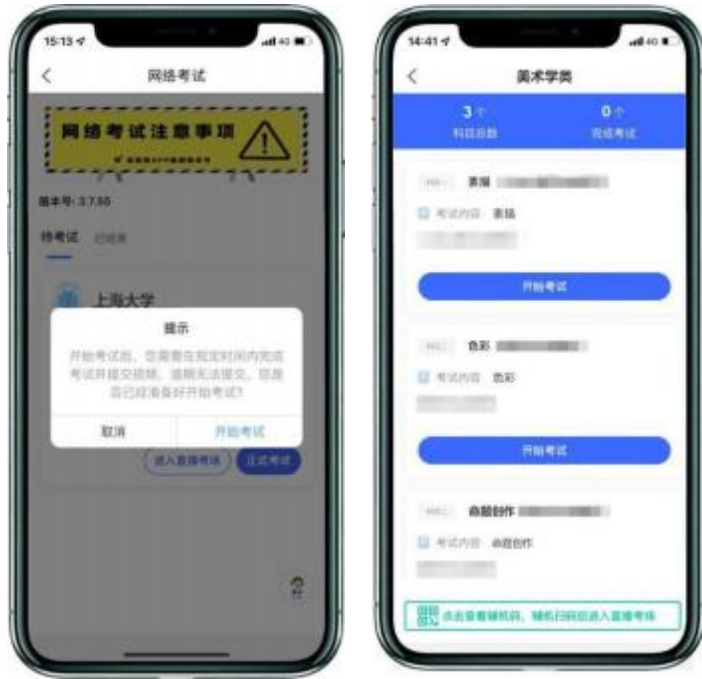 15:13
4G
网络考试
网络考试注意事项
版本号: 3.7.55
待考试 已结束
上海大学
提示
开始考试后，您需要在规定时间内完成
考试并提交视频，逾期无法提交，您是
否已经准备好开始考试?
取消 开始考试
进入直播考场 正式考试
14:41
4G
美术学类
3个 0个
科目总数 完成考试
素描
考试内容 素描
开始考试
色彩
考试内容 色彩
开始考试
命题创作
考试内容 命题创作
点击查看辅机码，辅机扫码后进入直播考场